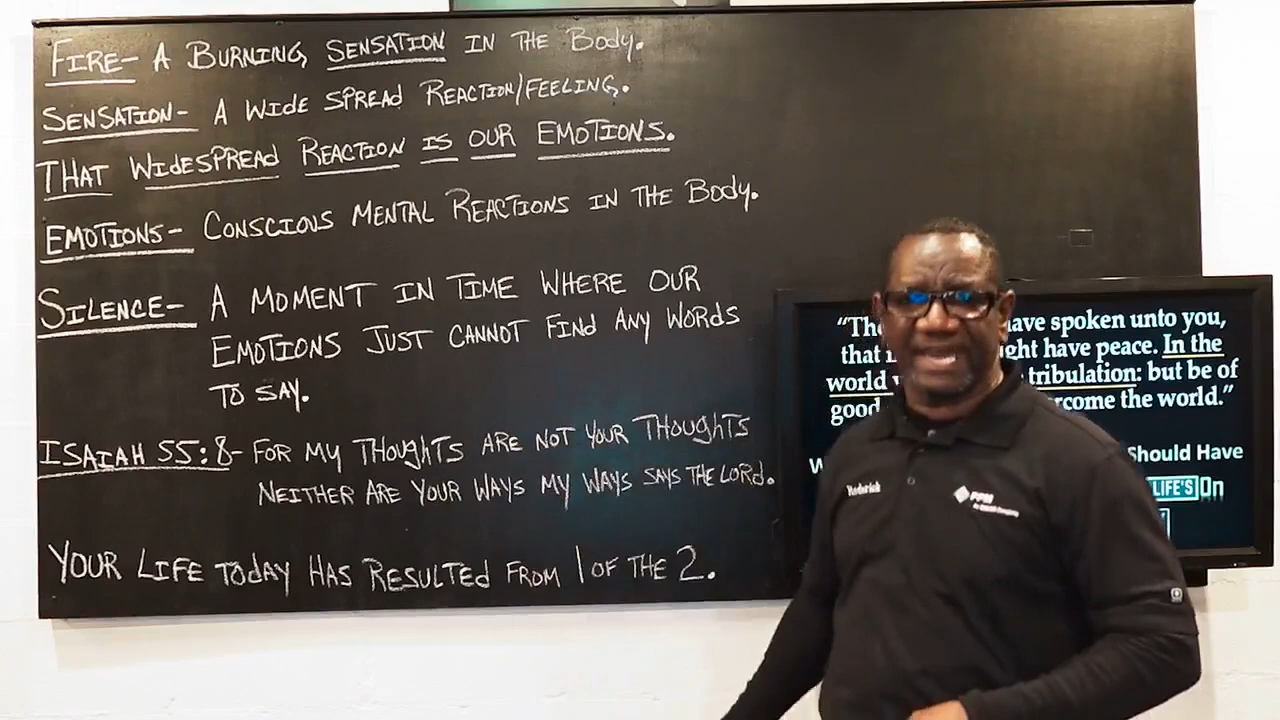 FIRE- A BURNING SENSATION IN THE BODY.
SENSATION- A WIDE SPREAD REACTION/FEELING.
THAT WIDESPREAD REACTION IS OUR EMOTIONS.
EMOTIONS- CONSCIOUS MENTAL REACTIONS IN THE BODY.
SILENCE- A MOMENT IN TIME WHERE OUR
EMOTIONS JUST CANNOT FIND ANY WORDS
TO SAY.
ISAIAH 55:8- FOR MY THOUGHTS ARE NOT YOUR THOUGHTS
NEITHER ARE YOUR WAYS MY WAYS SAYS THE LORD.
YOUR LIFE TODAY HAS RESULTED FROM 1 OF THE 2.
have spoken unto you,
that have peace. In the
world tribulation: but be of
good the world.”
Should Have
LIFE'S On
Roderick
PPM